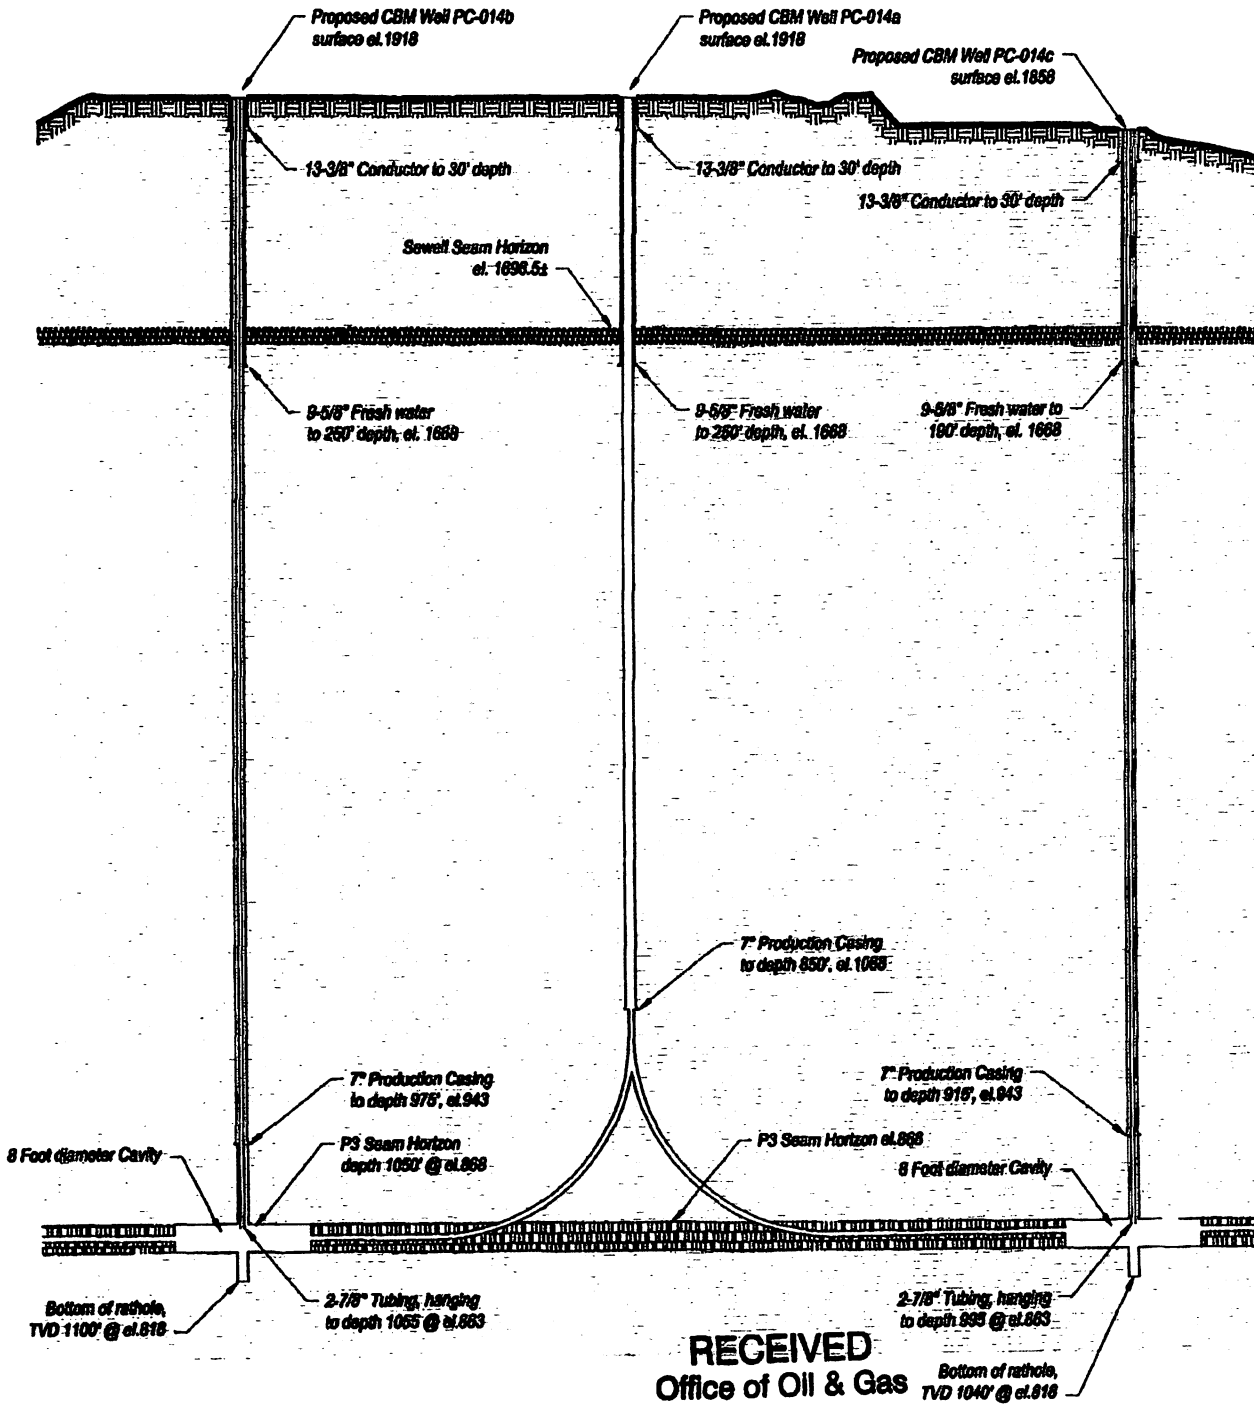 Proposed CBM Well PC-014b
surface el.1918
Proposed CBM Well PC-014a
surface el.1918
Proposed CBM Well PC-014c
surface el.1858
13-3/8" Conductor to 30' depth
13-3/8" Conductor to 30' depth
13-3/8" Conductor to 30' depth
Sewell Seam Horizon
el. 1696.5±
9-5/8" Fresh water
to 250' depth, el. 1668
9-5/8" Fresh water
to 250' depth, el. 1668
9-5/8" Fresh water to
190' depth, el. 1668
7" Production Casing
to depth 850', el.1068
7" Production Casing
to depth 975', el.943
7" Production Casing
to depth 915', el.943
8 Foot diameter Cavity
P3 Seam Horizon
depth 1050' @ el.868
P3 Seam Horizon el.868
8 Foot diameter Cavity
Bottom of rathole,
TVD 1100' @ el.818
2-7/8" Tubing, hanging
to depth 1055 @ el.863
2-7/8" Tubing, hanging
to depth 995 @ el.863
RECEIVED
Office of Oil & Gas
Bottom of rathole,
TVD 1040' @ el.818